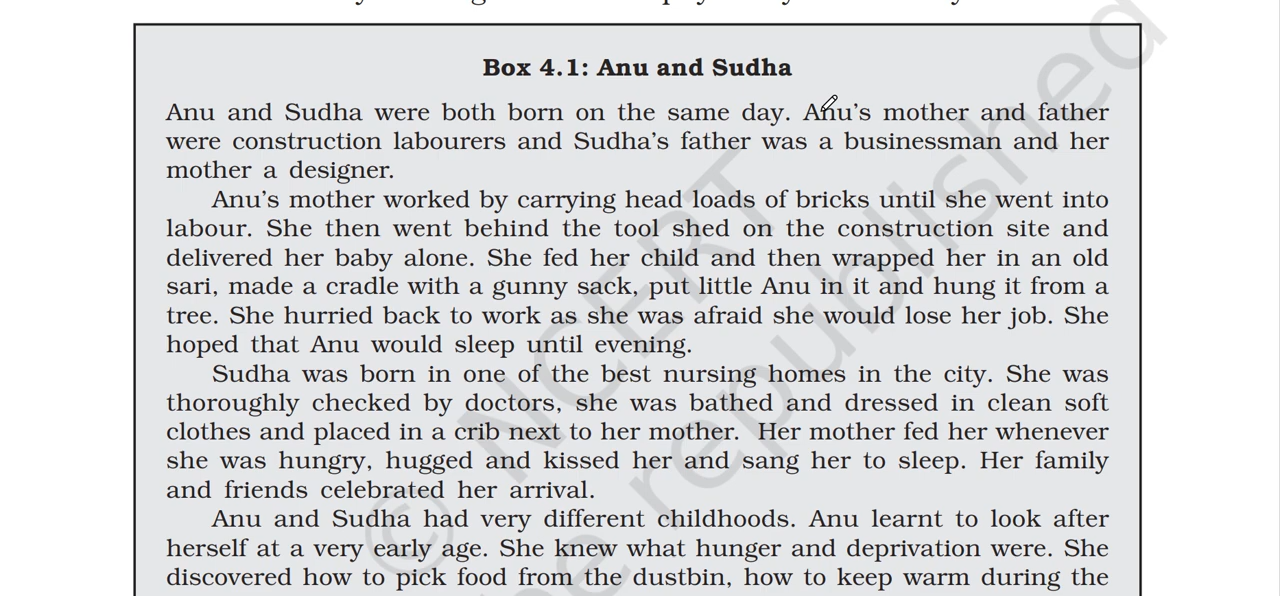 Box 4.1: Anu and Sudha
Anu and Sudha were both born on the same day. Anu's mother and father
were construction labourers and Sudha's father was a businessman and her
mother a designer.
Anu's mother worked by carrying head loads of bricks until she went into
labour. She then went behind the tool shed on the construction site and
delivered her baby alone. She fed her child and then wrapped her in an old
sari, made a cradle with a gunny sack, put little Anu in it and hung it from a
tree. She hurried back to work as she was afraid she would lose her job. She
hoped that Anu would sleep until evening.
Sudha was born in one of the best nursing homes in the city. She was
thoroughly checked by doctors, she was bathed and dressed in clean soft
clothes and placed in a crib next to her mother. Her mother fed her whenever
she was hungry, hugged and kissed her and sang her to sleep. Her family
and friends celebrated her arrival.
Anu and Sudha had very different childhoods. Anu learnt to look after
herself at a very early age. She knew what hunger and deprivation were. She
discovered how to pick food from the dustbin, how to keep warm during the
© NCERT
be republished